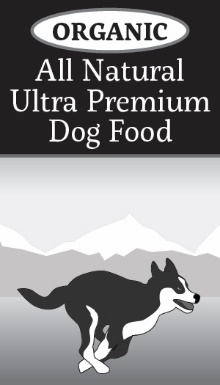 ORGANIC
All Natural
Ultra Premium
Dog Food